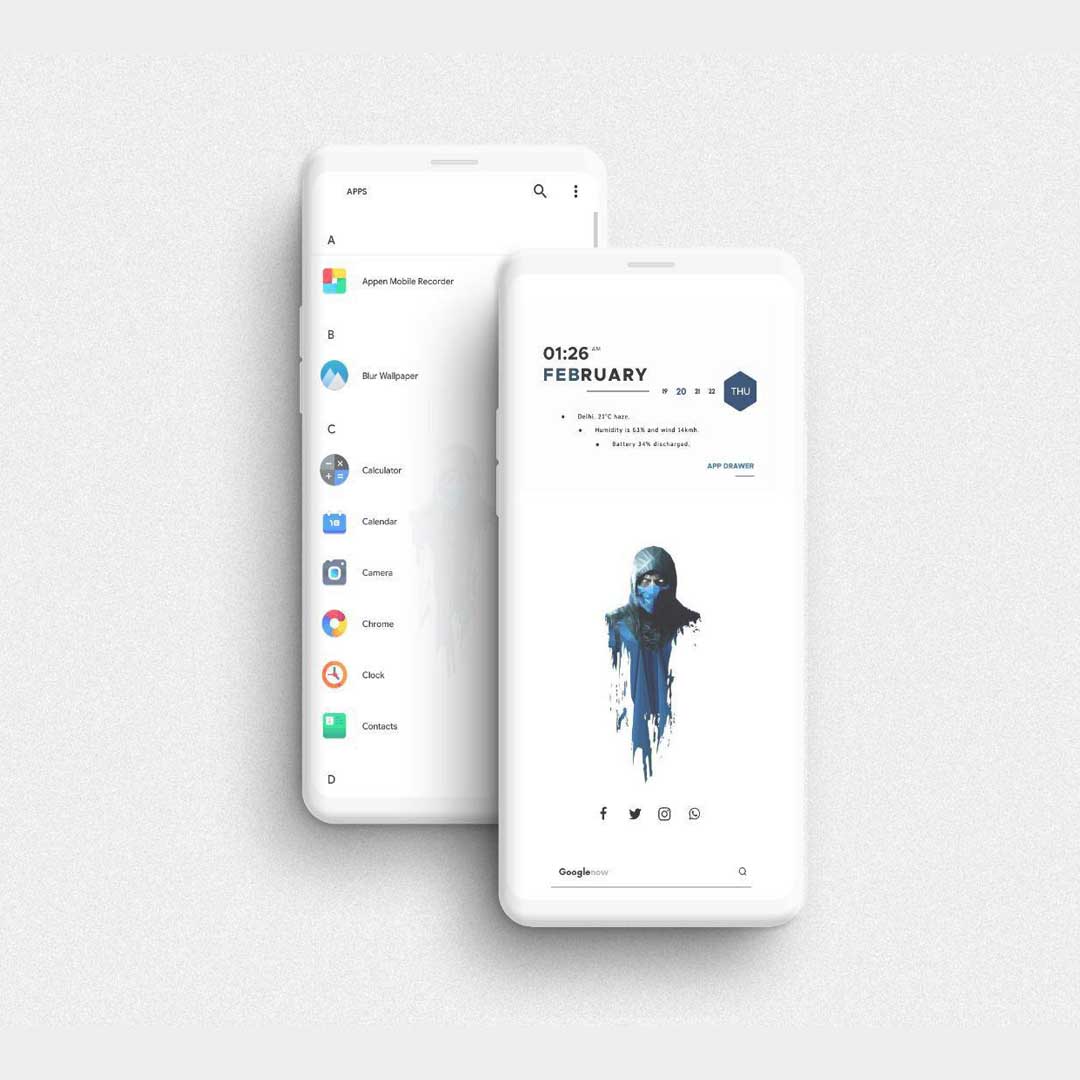 APPS
A
Appen Mobile Recorder
B
Blur Wallpaper
C
Calculator
Calendar
Camera
Chrome
Clock
Contacts
D
01:26 AM
FEBRUARY
19 20 21 22 THU
Delhi, 21°C haze.
Humidity is 51% and wind 14kmh.
Battery 34% discharged.
APP DRAWER
Googlenow